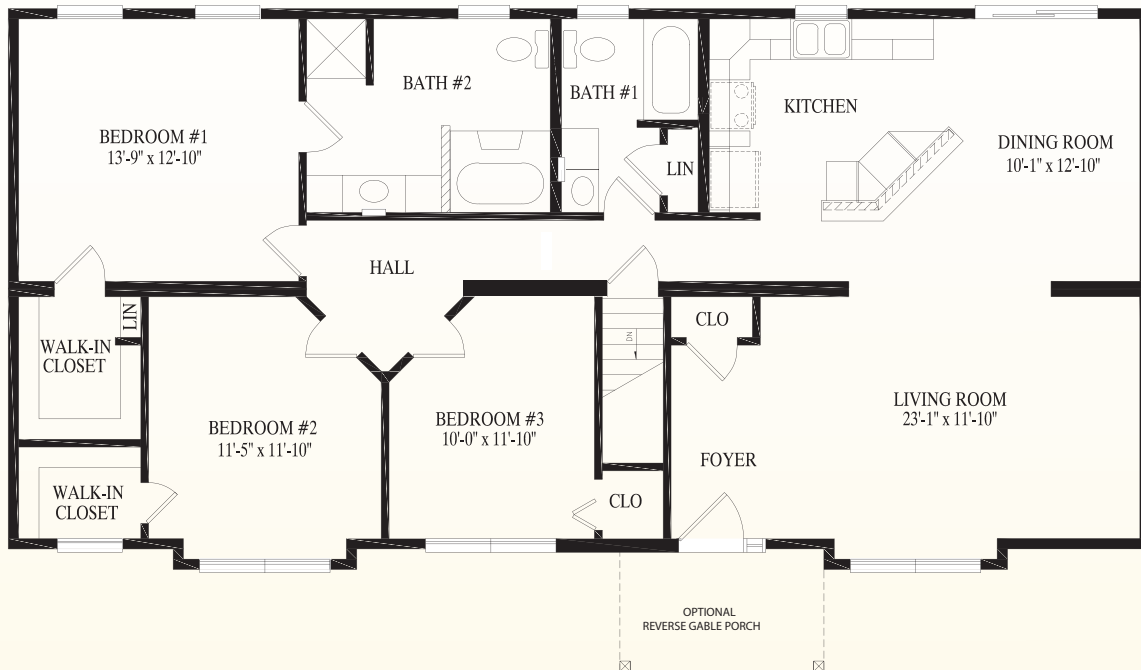 BATH #2
BATH #1
KITCHEN
BEDROOM #1
13'-9" x 12'-10"
DINING ROOM
10'-1" x 12'-10"
LIN
HALL
LIN
CLO
DN
WALK-IN
CLOSET
LIVING ROOM
23'-1" x 11'-10"
BEDROOM #2
11'-5" x 11'-10"
BEDROOM #3
10'-0" x 11'-10"
FOYER
WALK-IN
CLOSET
CLO
OPTIONAL
REVERSE GABLE PORCH